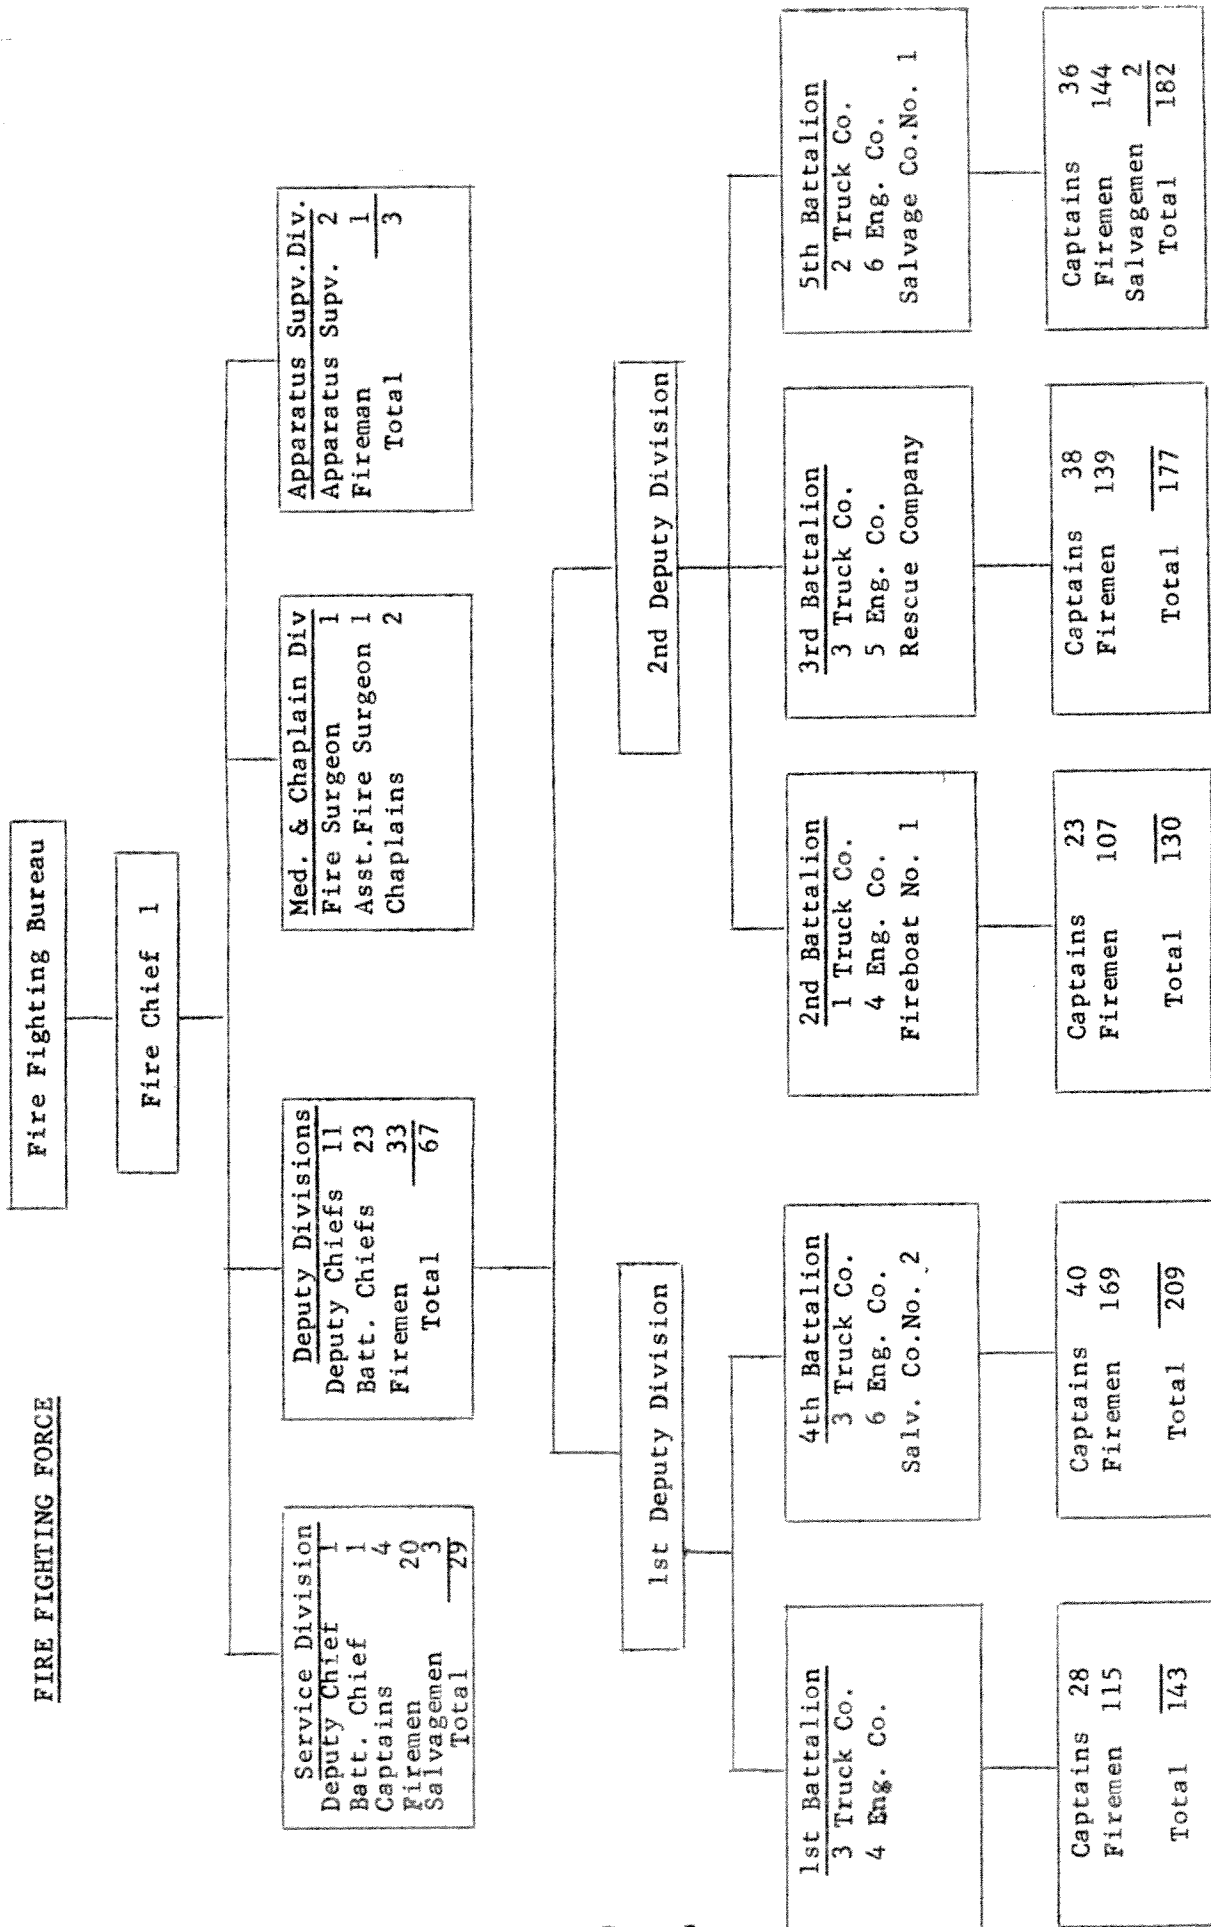 FIRE FIGHTING FORCE
Fire Fighting Bureau
Fire Chief 1
Service Division
Deputy Chief 1
Batt. Chief 1
Captains 4
Firemen 20
Salvagemen 3
Total 29
Deputy Divisions
Deputy Chiefs 11
Batt. Chiefs 23
Firemen 33
Total 67
Med. & Chaplain Div
Fire Surgeon 1
Asst.Fire Surgeon 1
Chaplains 2
Apparatus Supv.Div.
Apparatus Supv. 2
Fireman 1
Total 3
1st Deputy Division
2nd Deputy Division
1st Battalion
3 Truck Co.
4 Eng. Co.
4th Battalion
3 Truck Co.
6 Eng. Co.
Salv. Co.No. 2
2nd Battalion
1 Truck Co.
4 Eng. Co.
Fireboat No. 1
3rd Battalion
3 Truck Co.
5 Eng. Co.
Rescue Company
5th Battalion
2 Truck Co.
6 Eng. Co.
Salvage Co.No. 1
Captains 28
Firemen 115
Total 143
Captains 40
Firemen 169
Total 209
Captains 23
Firemen 107
Total 130
Captains 38
Firemen 139
Total 177
Captains 36
Firemen 144
Salvagemen 2
Total 182